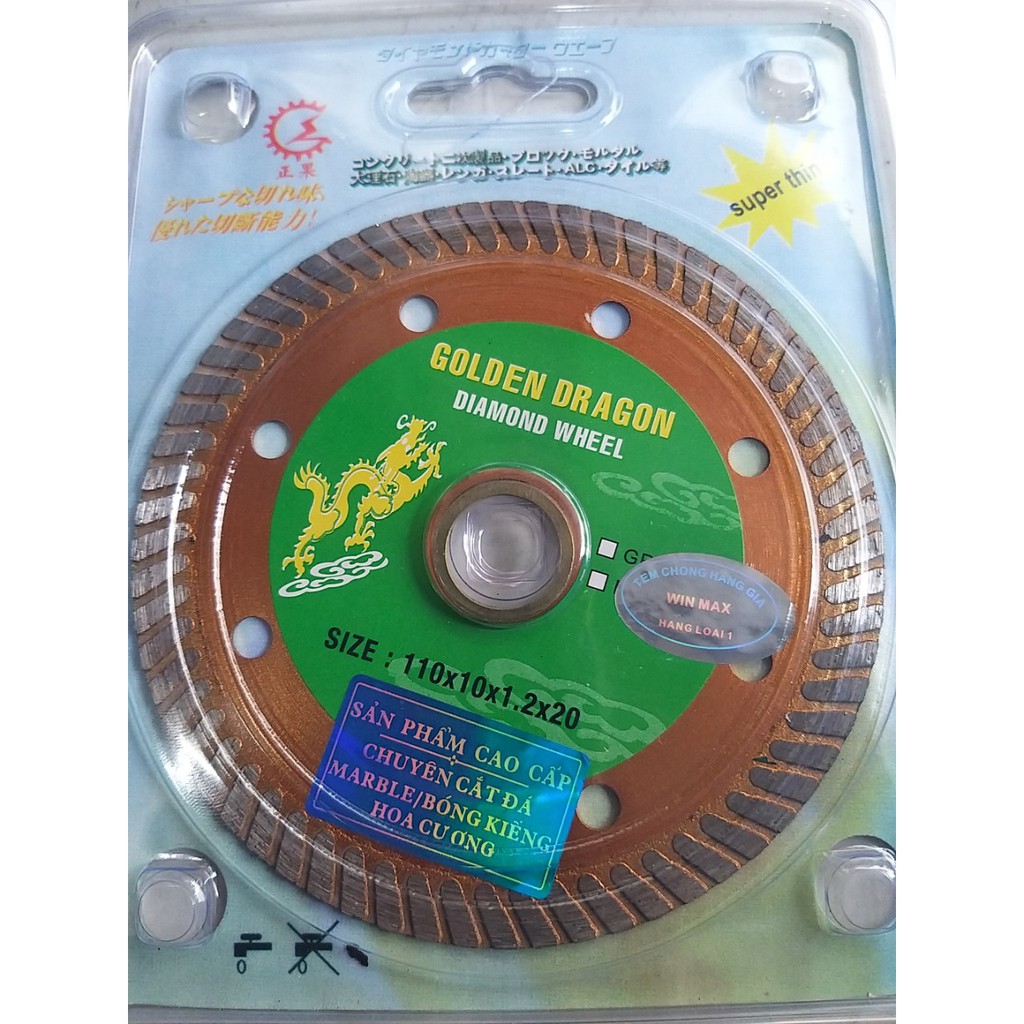 ダイヤモンドカッター ウエーブ
正果
コンクリート二次製品・ブロック・モルタル
大理石・レンガ・スレート・ALC・タイル等
シャープな切れ味、
優れた切断能力!
super thin
GOLDEN DRAGON
DIAMOND WHEEL
TEM CHONG HANG GIA
WIN MAX
HANG LOAI 1
SIZE : 110x10x1.2x20
SẢN PHẨM CAO CẤP
CHUYÊN CẮT ĐÁ
MARBLE/BÓNG KIẾNG
HOA CƯƠNG